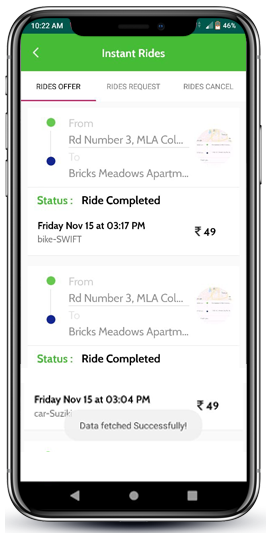 10:22 AM 46%
Instant Rides
RIDES OFFER RIDES REQUEST RIDES CANCEL
From
Rd Number 3, MLA Col...
To
Bricks Meadows Apartm...
Status : Ride Completed
Friday Nov 15 at 03:17 PM
₹ 49
bike-SWIFT
From
Rd Number 3, MLA Col...
To
Bricks Meadows Apartm...
Status : Ride Completed
Friday Nov 15 at 03:04 PM
₹ 49
car-Suzuki
Data fetched Successfully!